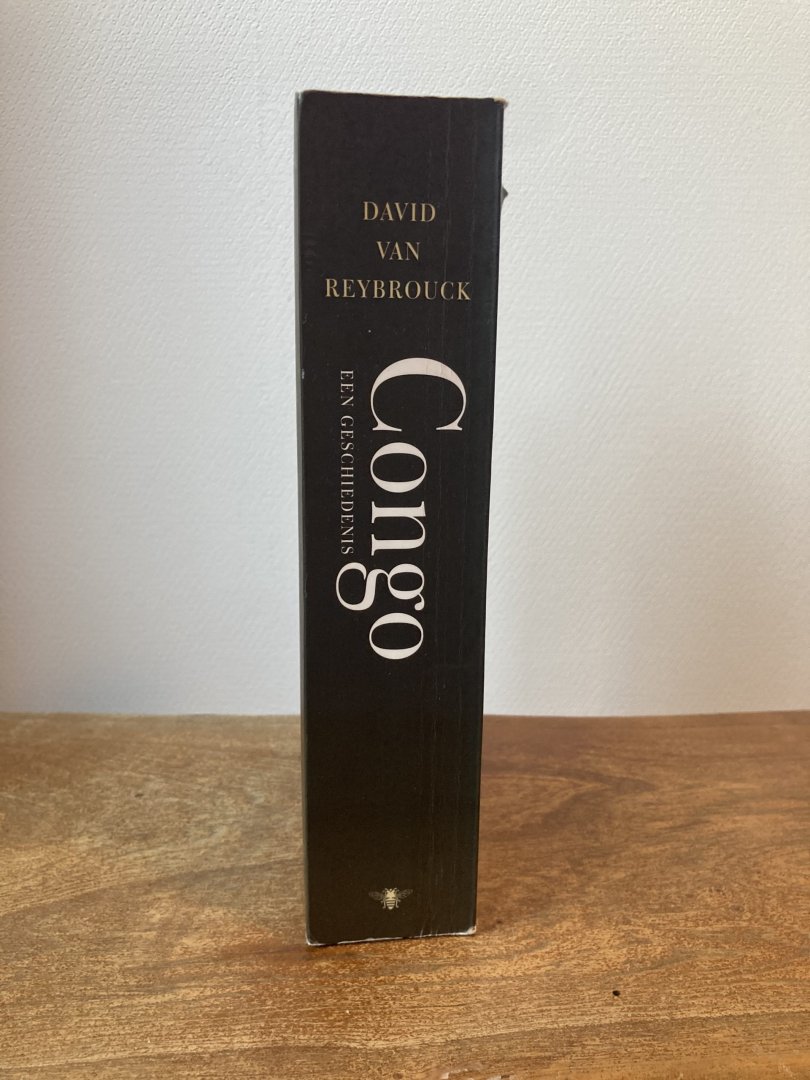 DAVID
VAN
REYBROUCK
Congo
EEN GESCHIEDENIS